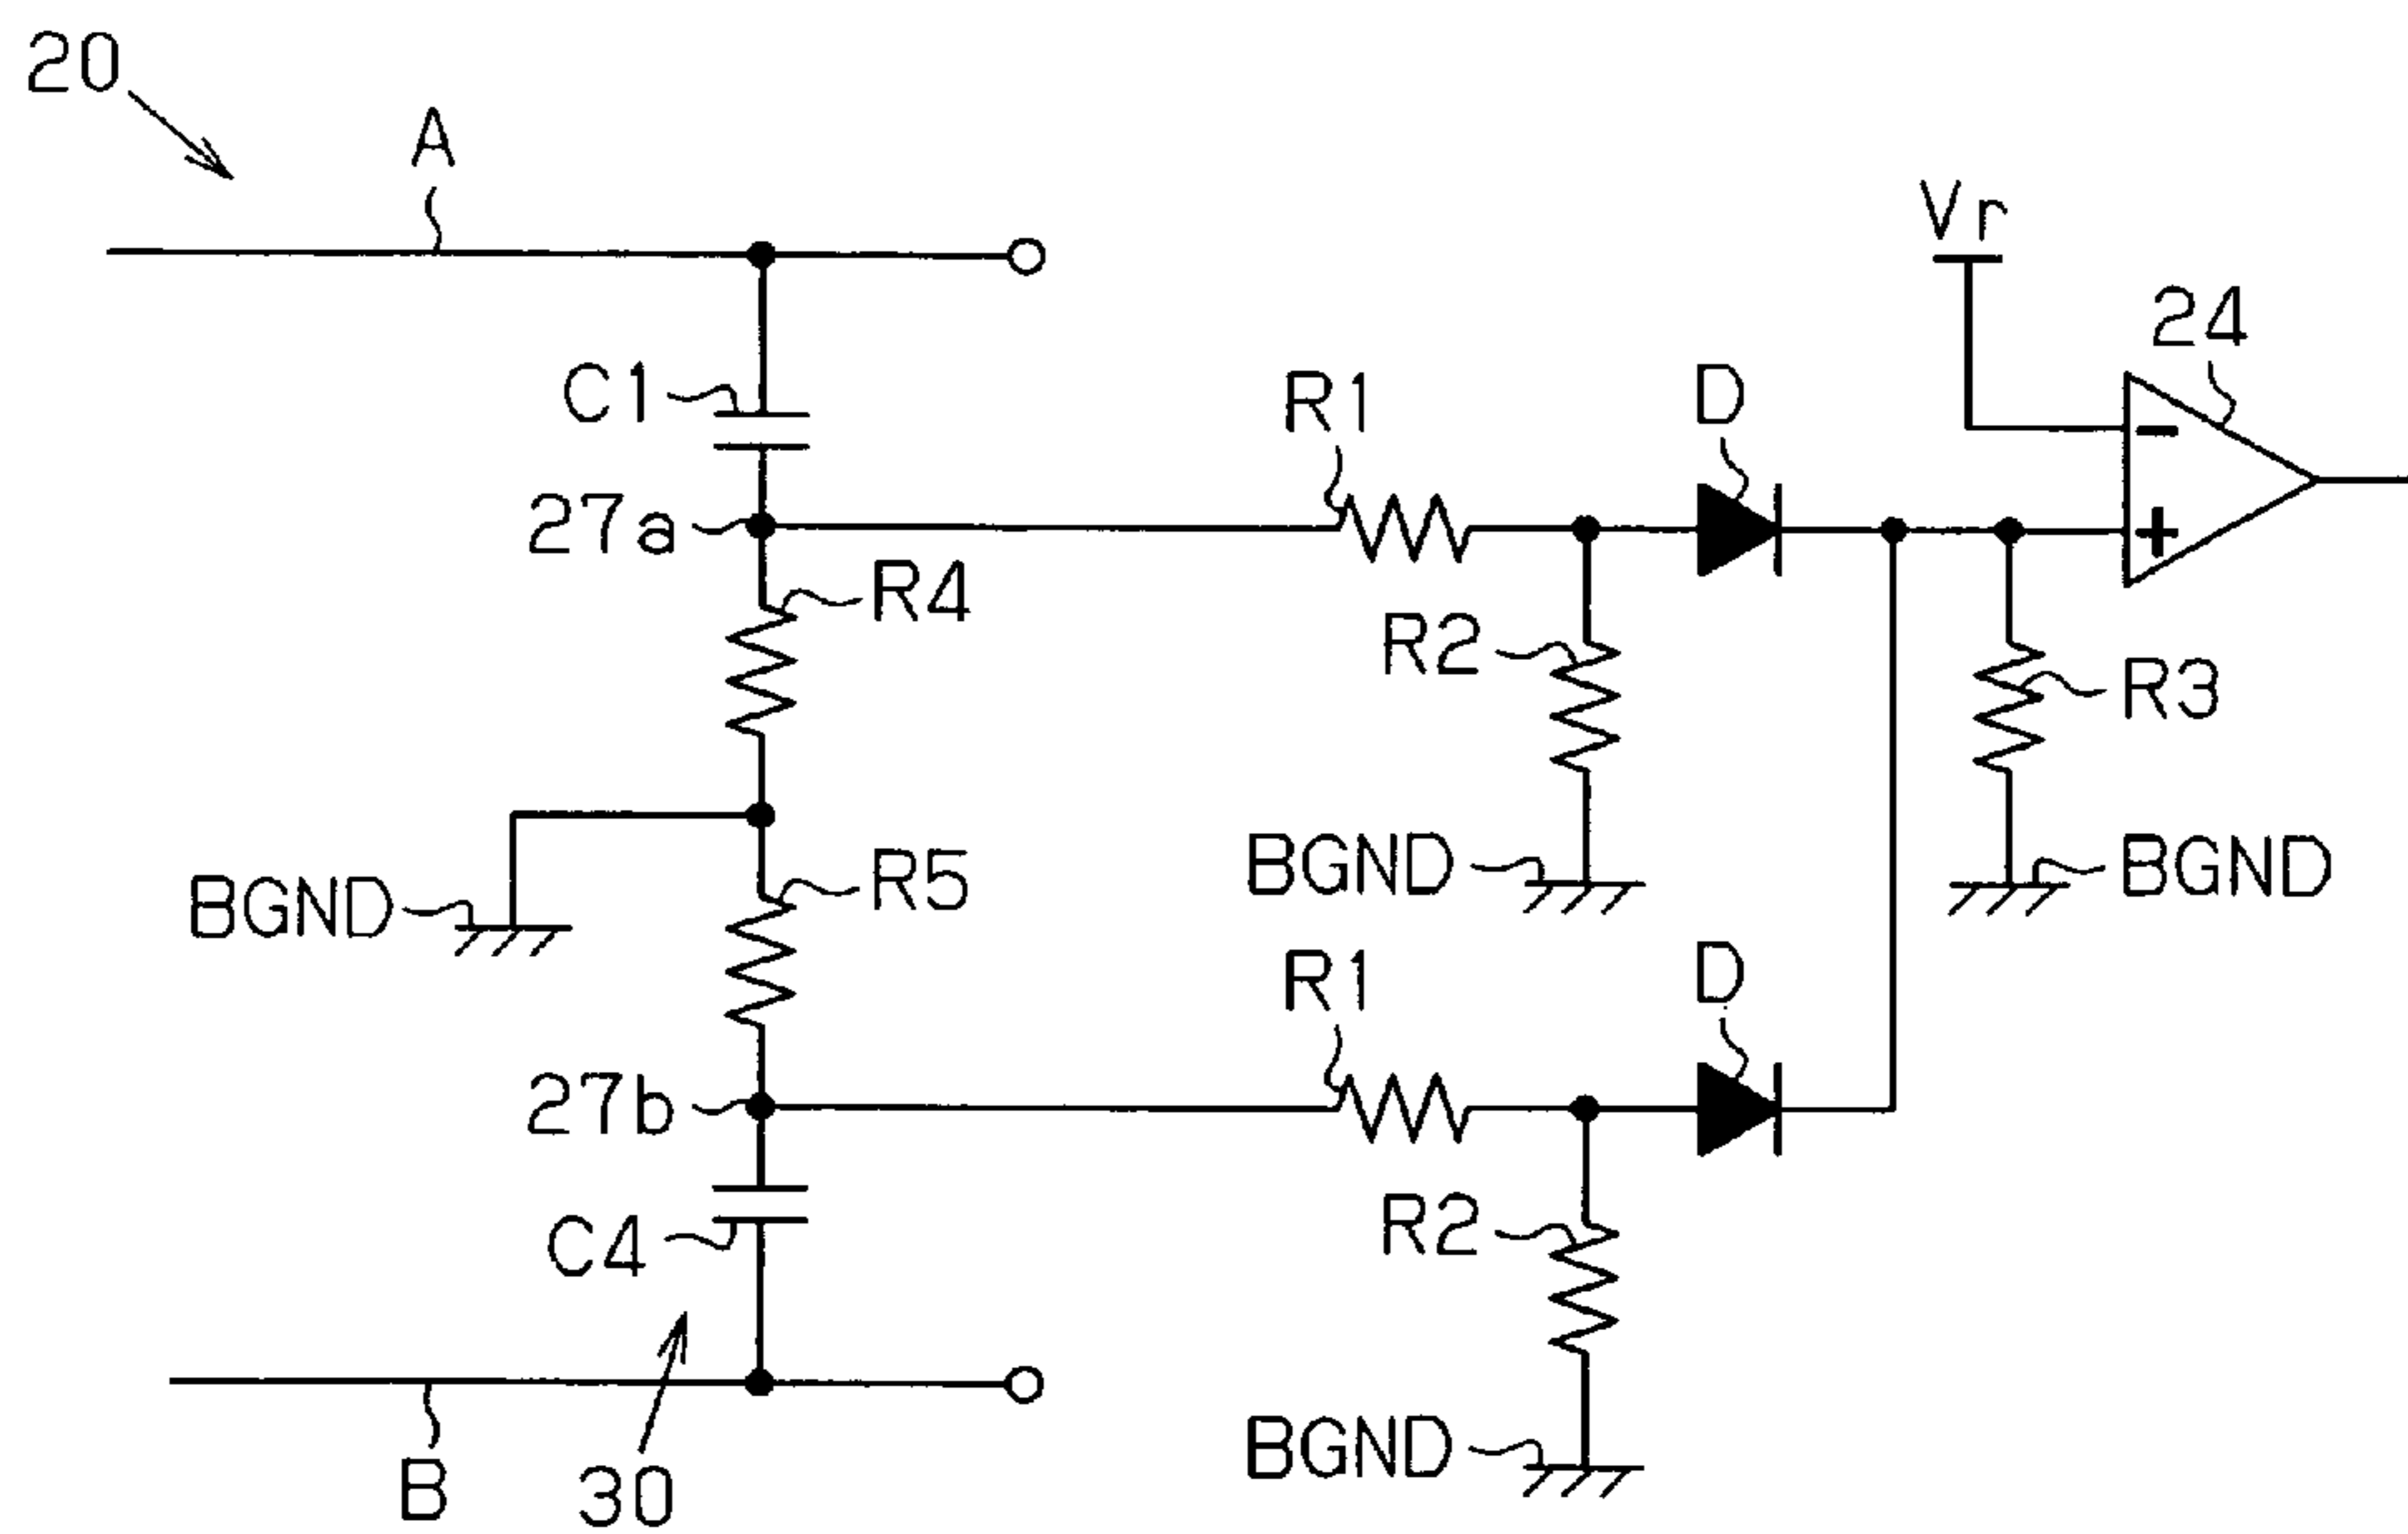 20
A
Vr
24
C1
R1
D
−
27a
+
R4
R2
R3
BGND
R5
BGND
BGND
R1
D
27b
C4
R2
B
30
BGND